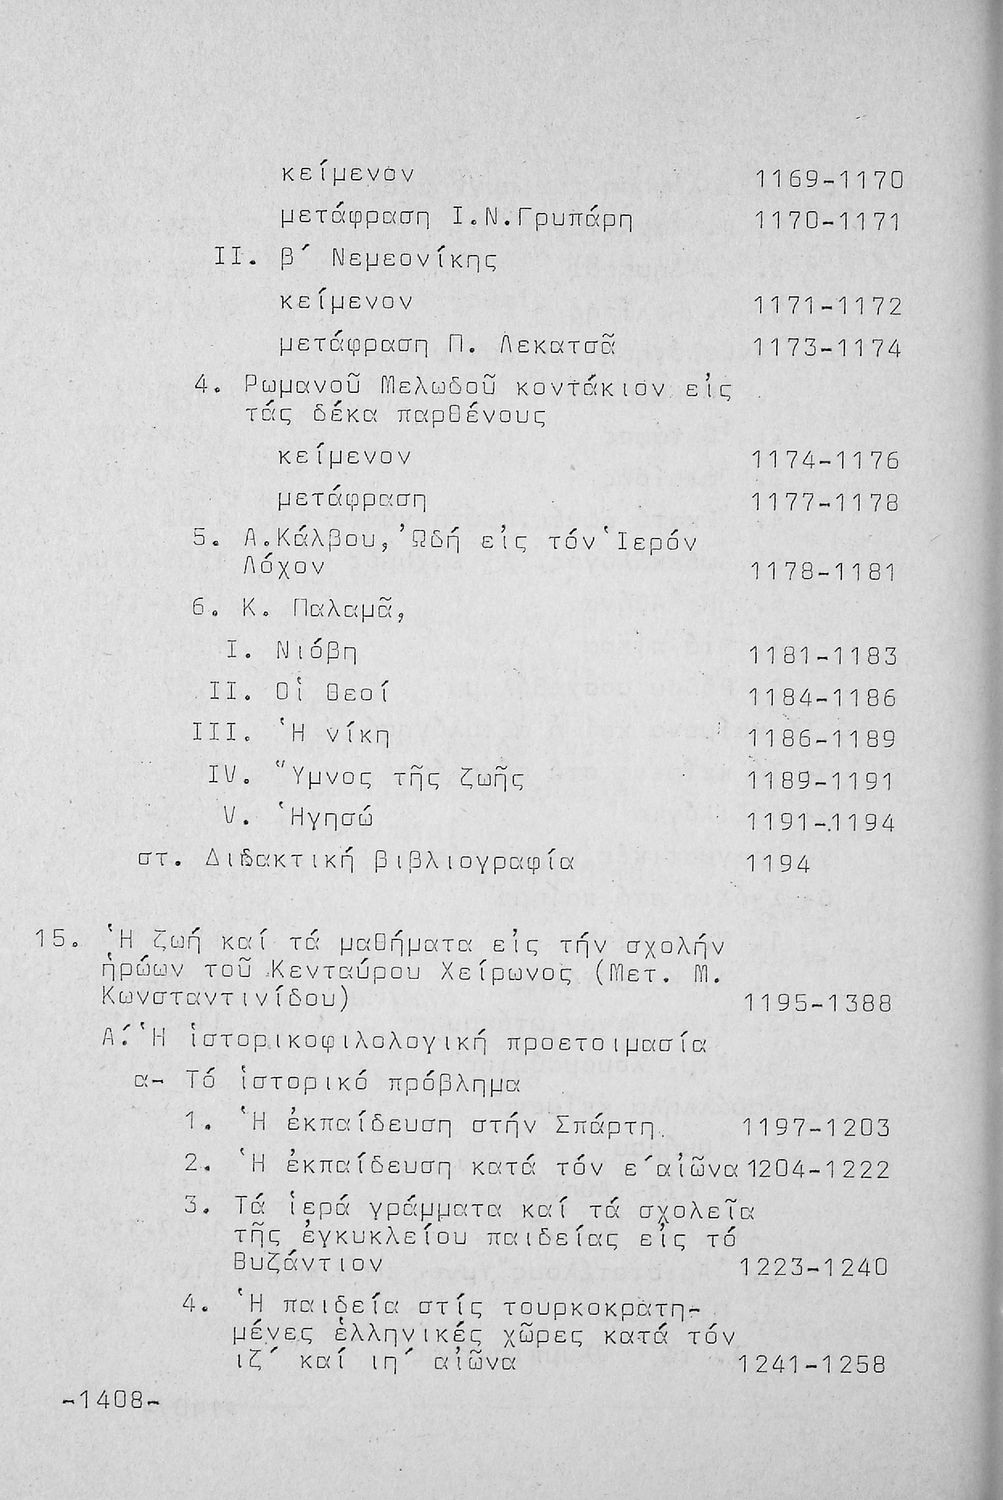 κείμενον 1169-1170
μετάφραση Ι.Ν.Γρυπάρη 1170-1171
II. β΄ Νεμεονίκης
κείμενον 1171-1172
μετάφραση Π. Λεκατσᾶ 1173-1174
4. Ρωμανοῦ Μελωδοῦ κοντάκιον εἰς
τάς δέκα παρθένους
κείμενον 1174-1176
μετάφραση 1177-1178
5. Α.Κάλβου, Ὠδή εἰς τόν Ἱερόν
Λόχον 1178-1181
6. Κ. Παλαμᾶ,
I. Νιόβη 1181-1183
II. Οἱ θεοί 1184-1186
III. Ἡ νίκη 1186-1189
IV. Ὕμνος τῆς ζωῆς 1189-1191
V. Ἡγησώ 1191-1194
στ. Διδακτική βιβλιογραφία 1194
15. Ἡ ζωή καί τά μαθήματα εἰς τήν σχολήν
ἡρώων τοῦ Κενταύρου Χείρωνος (Μετ. Μ.
Κωνσταντινίδου) 1195-1388
Α΄. Ἡ ἱστορικοφιλολογική προετοιμασία
α- Τό ἱστορικό πρόβλημα
1. Ἡ ἐκπαίδευση στήν Σπάρτη. 1197-1203
2. Ἡ ἐκπαίδευση κατά τόν ε΄αἰῶνα 1204-1222
3. Τά ἱερά γράμματα καί τά σχολεῖα
τῆς ἐγκυκλείου παιδείας εἰς τό
Βυζάντιον 1223-1240
4. Ἡ παιδεία στίς τουρκοκρατη-
μένες ἑλληνικές χῶρες κατά τόν
ιζ΄ καί ιη΄ αἰῶνα 1241-1258
-1408-